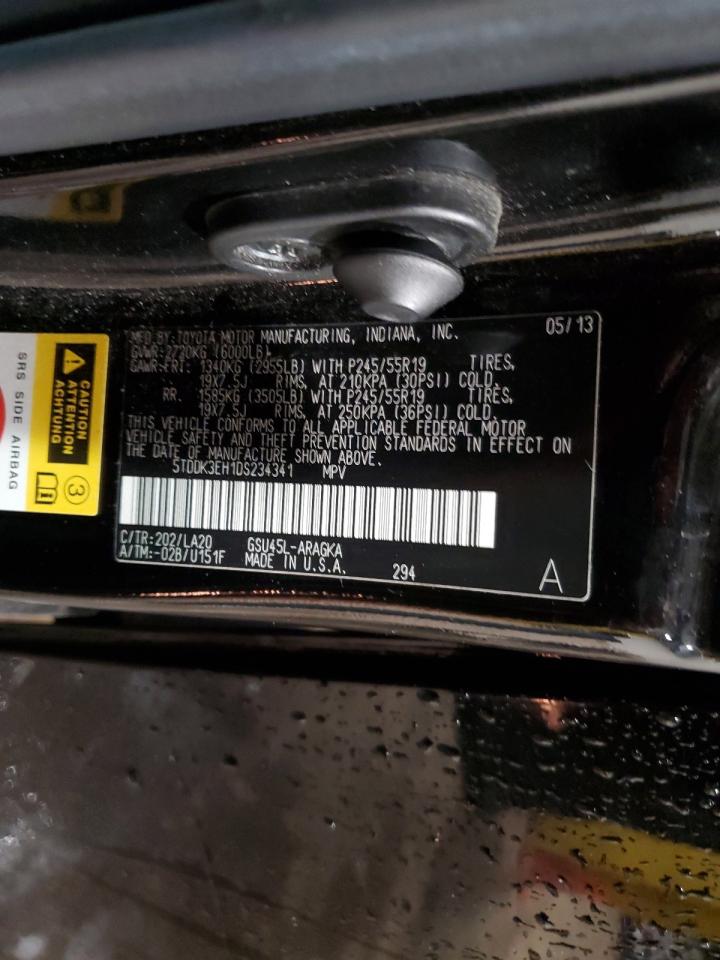 MFD.BY:TOYOTA MOTOR MANUFACTURING, INDIANA, INC. 05/13
GVWR:2720KG (6000LB)
GAWR-FRT: 1340KG (2955LB) WITH P245/55R19 TIRES,
19X7.5J RIMS, AT 210KPA (30PSI) COLD.
RR. 1585KG (3505LB) WITH P245/55R19 TIRES,
19X7.5J RIMS, AT 250KPA (36PSI) COLD.
THIS VEHICLE CONFORMS TO ALL APPLICABLE FEDERAL MOTOR
VEHICLE SAFETY AND THEFT PREVENTION STANDARDS IN EFFECT ON
THE DATE OF MANUFACTURE SHOWN ABOVE.
5TDDK3EH1DS234341 MPV
C/TR:202/LA20 GSU45L-ARAGKA
A/TM:-02B/U151F MADE IN U.S.A. 294 A
CAUTION
ATTENTION
ACHTUNG
3
SRS SIDE AIRBAG